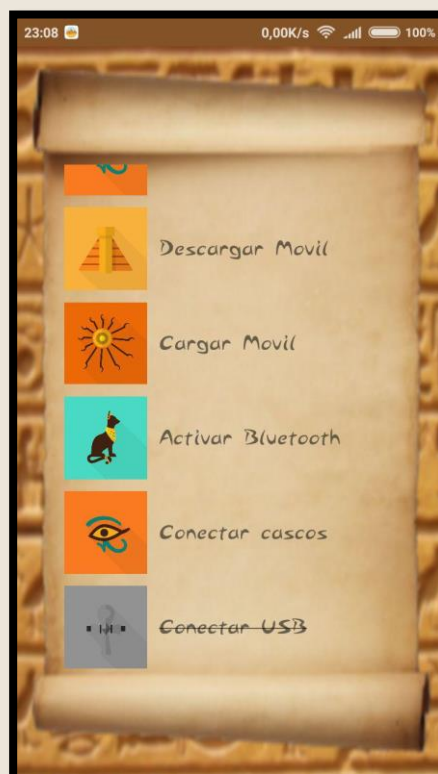 23:08 0,00K/s 100%
Descargar Movil
Cargar Movil
Activar Bluetooth
Conectar cascos
Conectar USB